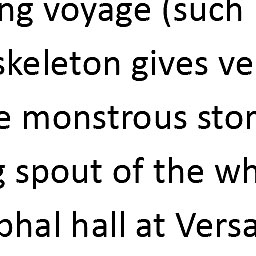 ng voyage (such
skeleton gives ve
e monstrous stor
g spout of the wh
phal hall at Versa